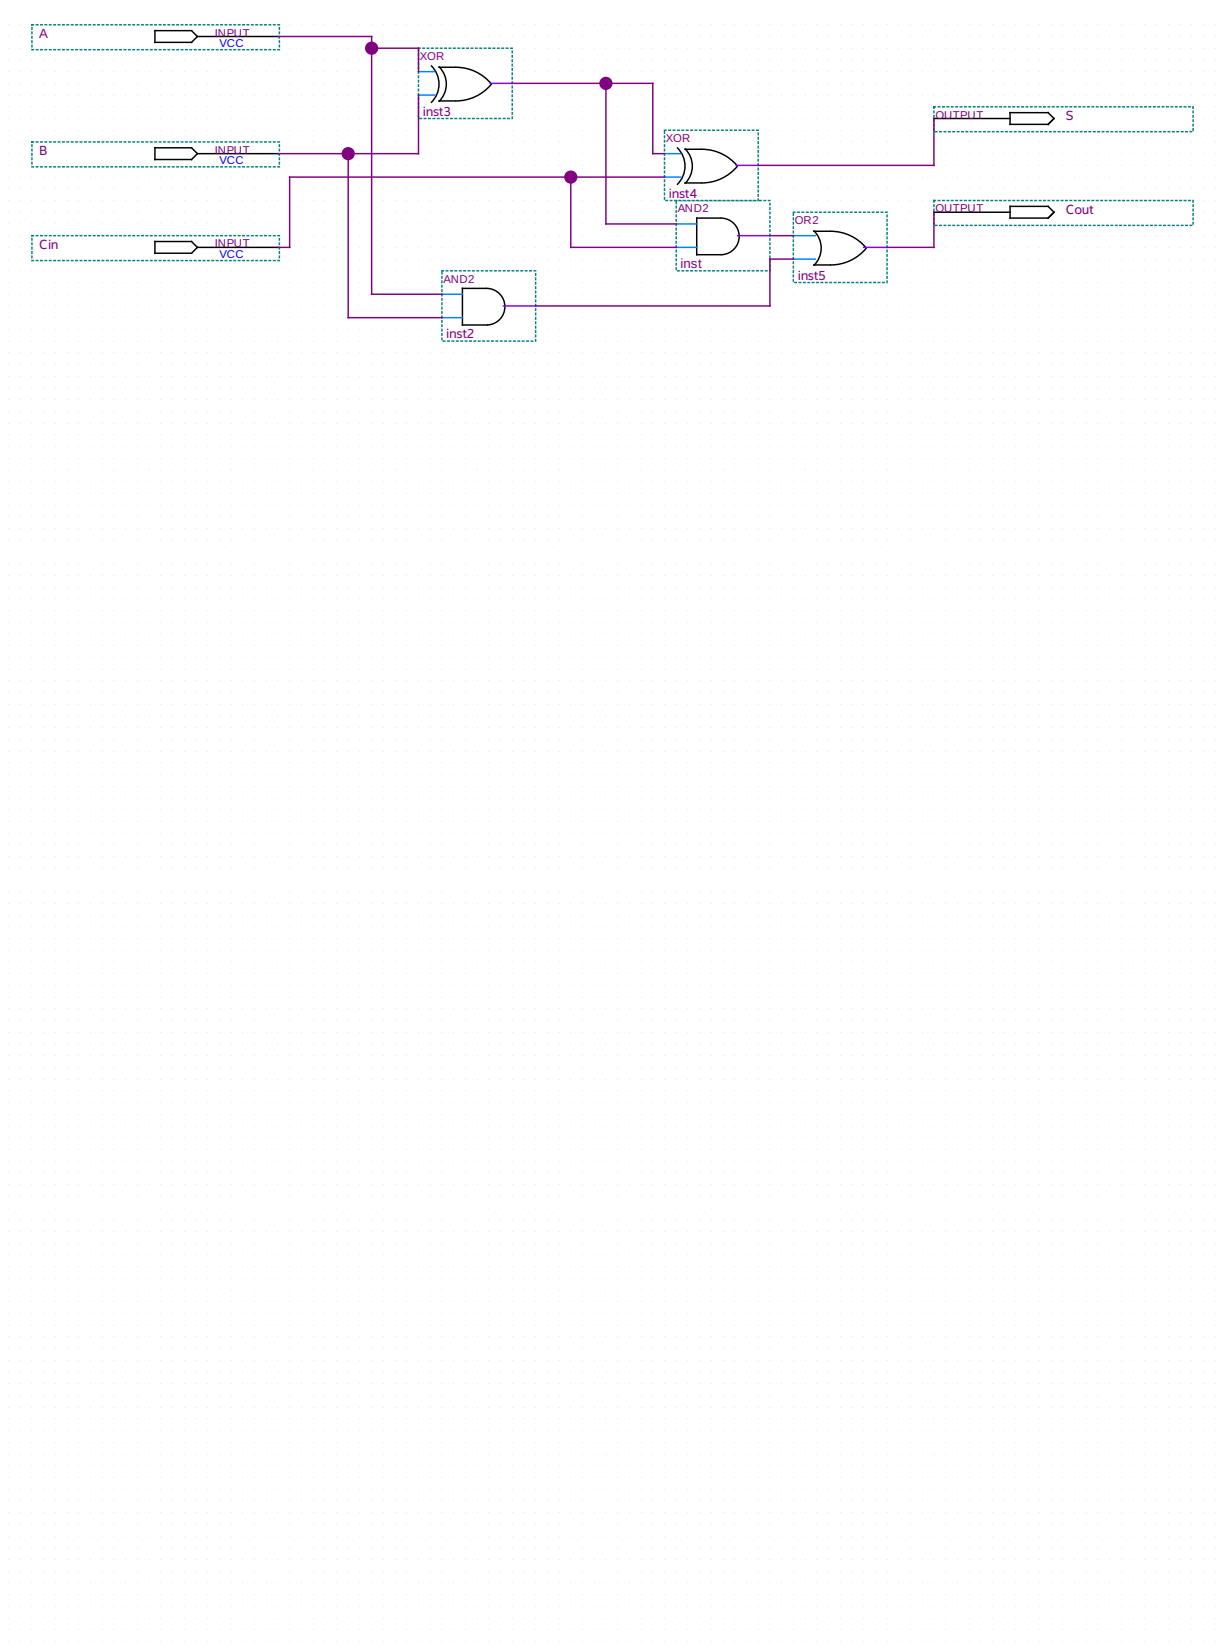 A
INPUT
VCC
XOR
inst3
OUTPUT
S
B
INPUT
VCC
XOR
inst4
OUTPUT
Cout
AND2
inst
OR2
inst5
Cin
INPUT
VCC
AND2
inst2